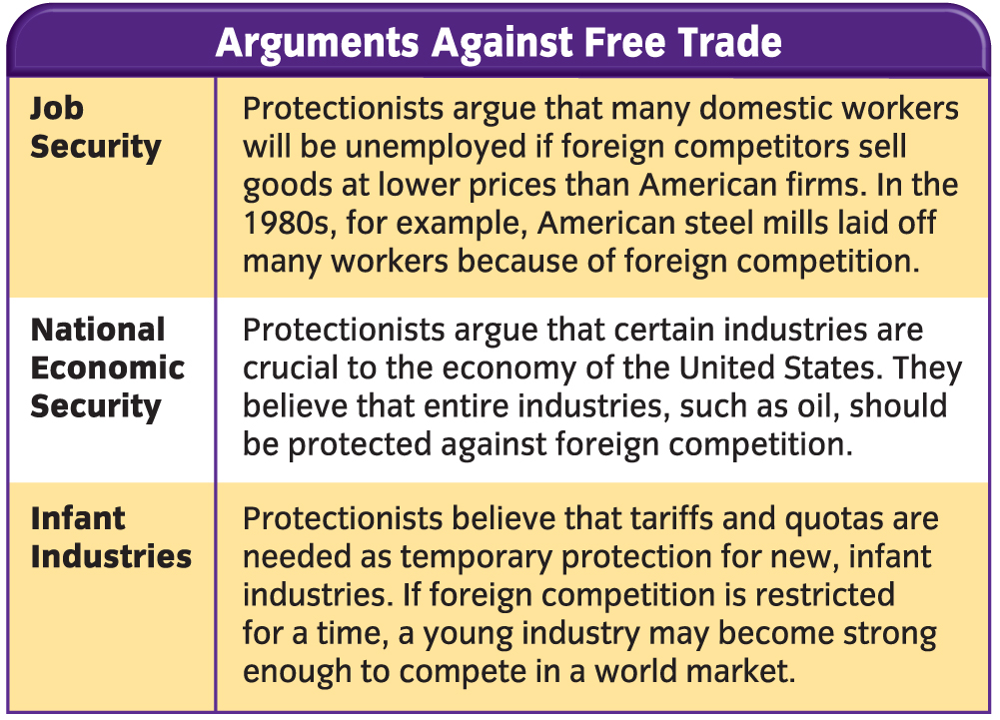 Arguments Against Free Trade
Job
Security
Protectionists argue that many domestic workers
will be unemployed if foreign competitors sell
goods at lower prices than American firms. In the
1980s, for example, American steel mills laid off
many workers because of foreign competition.
National
Economic
Security
Protectionists argue that certain industries are
crucial to the economy of the United States. They
believe that entire industries, such as oil, should
be protected against foreign competition.
Infant
Industries
Protectionists believe that tariffs and quotas are
needed as temporary protection for new, infant
industries. If foreign competition is restricted
for a time, a young industry may become strong
enough to compete in a world market.